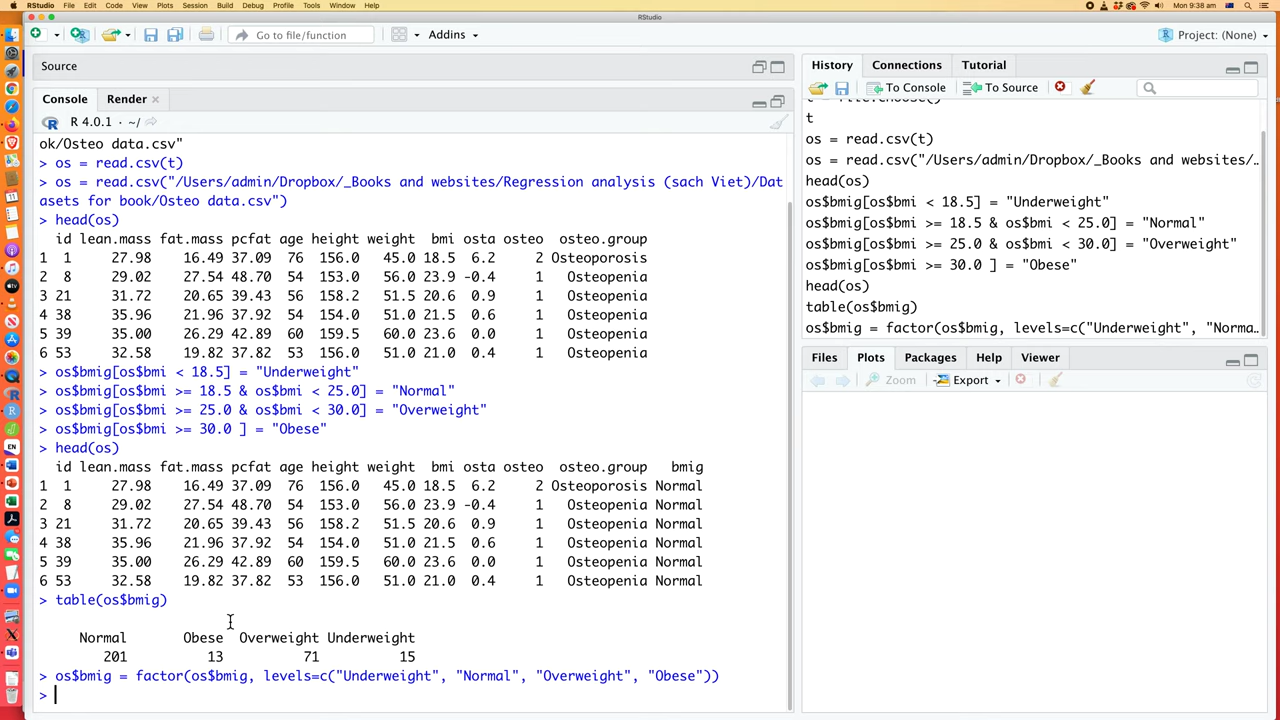 RStudio File Edit Code View Plots Session Build Debug Profile Tools Window Help Mon 9:38 am
RStudio
Go to file/function Addins Project: (None)
Source
Console Render
R 4.0.1 · ~/
ok/Osteo data.csv"
> os = read.csv(t)
> os = read.csv("/Users/admin/Dropbox/_Books and websites/Regression analysis (sach Viet)/Dat
asets for book/Osteo data.csv")
> head(os)
id lean.mass fat.mass pcfat age height weight bmi osta osteo osteo.group
1 1 27.98 16.49 37.09 76 156.0 45.0 18.5 6.2 2 Osteoporosis
2 8 29.02 27.54 48.70 54 153.0 56.0 23.9 -0.4 1 Osteopenia
3 21 31.72 20.65 39.43 56 158.2 51.5 20.6 0.9 1 Osteopenia
4 38 35.96 21.96 37.92 54 154.0 51.0 21.5 0.6 1 Osteopenia
5 39 35.00 26.29 42.89 60 159.5 60.0 23.6 0.0 1 Osteopenia
6 53 32.58 19.82 37.82 53 156.0 51.0 21.0 0.4 1 Osteopenia
> os$bmig[os$bmi < 18.5] = "Underweight"
> os$bmig[os$bmi >= 18.5 & os$bmi < 25.0] = "Normal"
> os$bmig[os$bmi >= 25.0 & os$bmi < 30.0] = "Overweight"
> os$bmig[os$bmi >= 30.0 ] = "Obese"
> head(os)
id lean.mass fat.mass pcfat age height weight bmi osta osteo osteo.group bmig
1 1 27.98 16.49 37.09 76 156.0 45.0 18.5 6.2 2 Osteoporosis Normal
2 8 29.02 27.54 48.70 54 153.0 56.0 23.9 -0.4 1 Osteopenia Normal
3 21 31.72 20.65 39.43 56 158.2 51.5 20.6 0.9 1 Osteopenia Normal
4 38 35.96 21.96 37.92 54 154.0 51.0 21.5 0.6 1 Osteopenia Normal
5 39 35.00 26.29 42.89 60 159.5 60.0 23.6 0.0 1 Osteopenia Normal
6 53 32.58 19.82 37.82 53 156.0 51.0 21.0 0.4 1 Osteopenia Normal
> table(os$bmig)
Normal Obese Overweight Underweight
201 13 71 15
> os$bmig = factor(os$bmig, levels=c("Underweight", "Normal", "Overweight", "Obese"))
>
History Connections Tutorial
To Console To Source
t
os = read.csv(t)
os = read.csv("/Users/admin/Dropbox/_Books and websites/…
head(os)
os$bmig[os$bmi < 18.5] = "Underweight"
os$bmig[os$bmi >= 18.5 & os$bmi < 25.0] = "Normal"
os$bmig[os$bmi >= 25.0 & os$bmi < 30.0] = "Overweight"
os$bmig[os$bmi >= 30.0 ] = "Obese"
head(os)
table(os$bmig)
os$bmig = factor(os$bmig, levels=c("Underweight", "Norma…
Files Plots Packages Help Viewer
Zoom Export